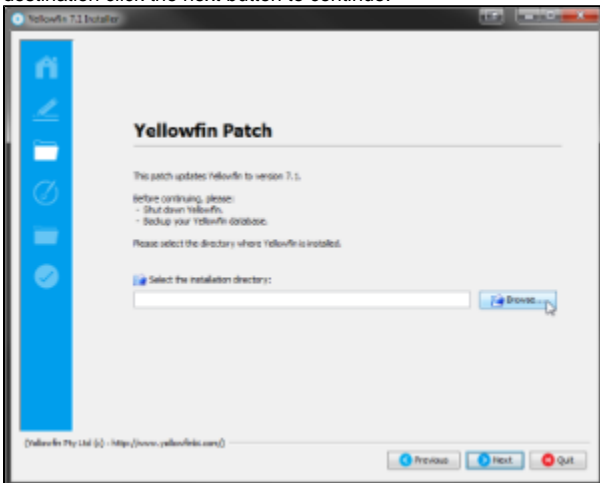 destination click the next button to continue.
Yellowfin 7.1 Installer
Yellowfin Patch
This patch updates Yellowfin to version 7.1.
Before continuing, please:
- Shut down Yellowfin.
- Backup your Yellowfin database.
Please select the directory where Yellowfin is installed.
Select the installation directory:
Browse...
(Yellowfin Pty Ltd (c) - http://www.yellowfinbi.com/)
Previous
Next
Quit